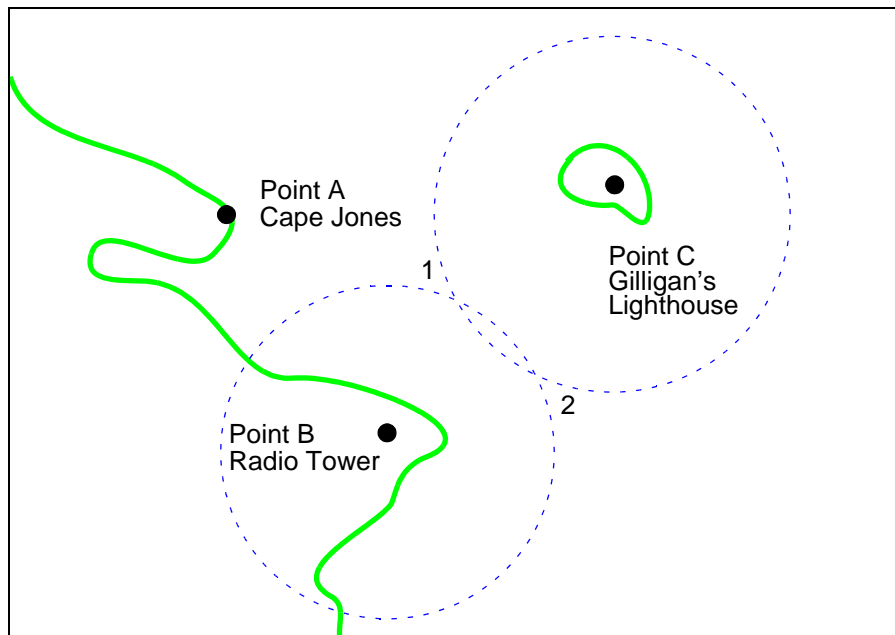 Point A
Cape Jones
Point C
Gilligan's
Lighthouse
1
2
Point B
Radio Tower